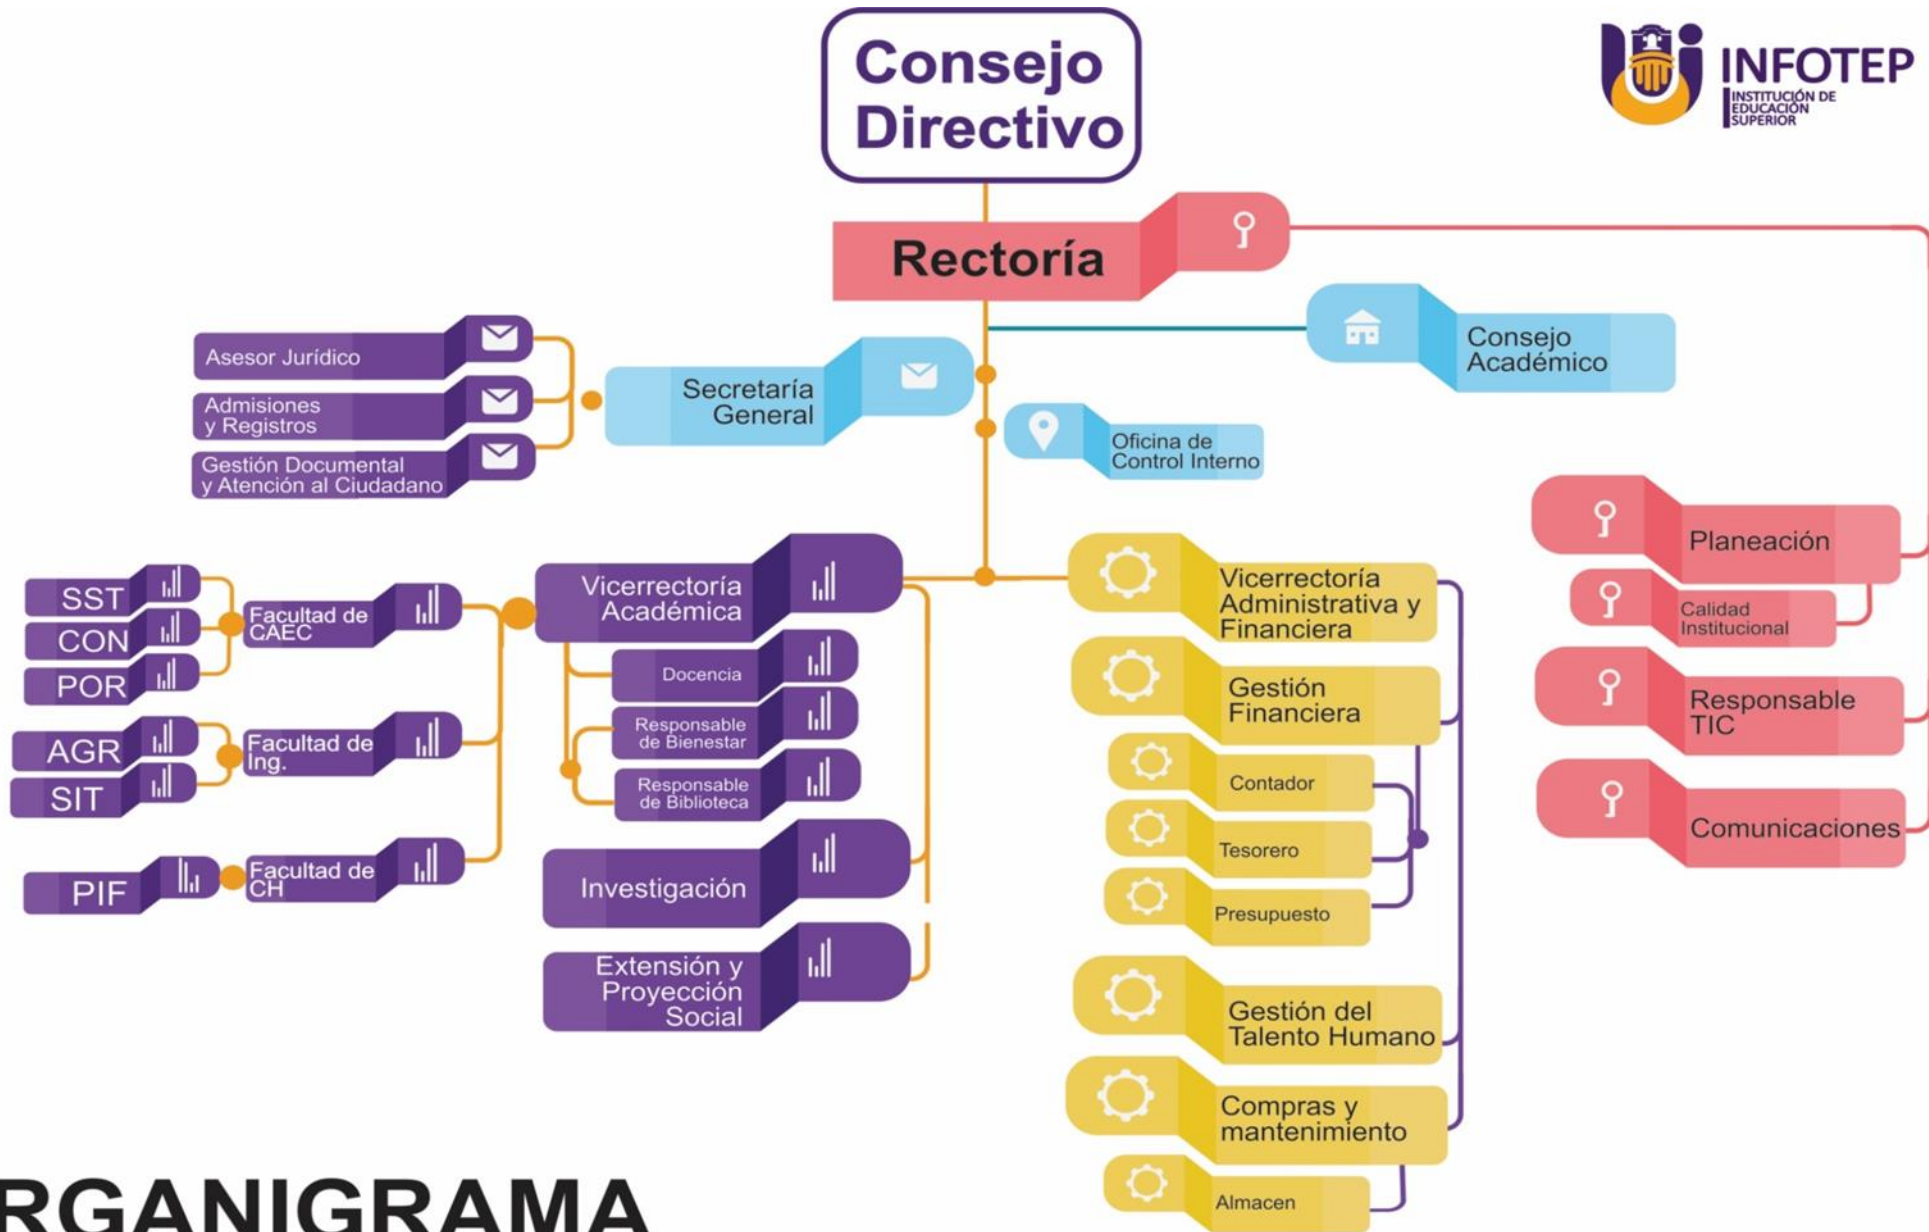 Consejo
Directivo
INFOTEP
INSTITUCIÓN DE
EDUCACIÓN
SUPERIOR
Rectoría
Consejo
Académico
Asesor Jurídico
Admisiones
y Registros
Gestión Documental
y Atención al Ciudadano
Secretaría
General
Oficina de
Control Interno
Planeación
Calidad
Institucional
Responsable
TIC
Comunicaciones
SST
CON
POR
Facultad de
CAEC
AGR
SIT
Facultad de
Ing.
PIF
Facultad de
CH
Vicerrectoría
Académica
Docencia
Responsable
de Bienestar
Responsable
de Biblioteca
Investigación
Extensión y
Proyección
Social
Vicerrectoría
Administrativa y
Financiera
Gestión
Financiera
Contador
Tesorero
Presupuesto
Gestión del
Talento Humano
Compras y
mantenimiento
Almacen
RGANIGRAMA